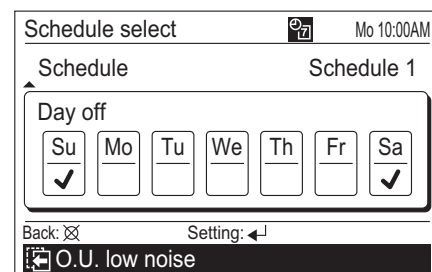 Schedule select 7 Mo 10:00AM
Schedule Schedule 1
Day off
Su Mo Tu We Th Fr Sa
Back: Setting:
O.U. low noise